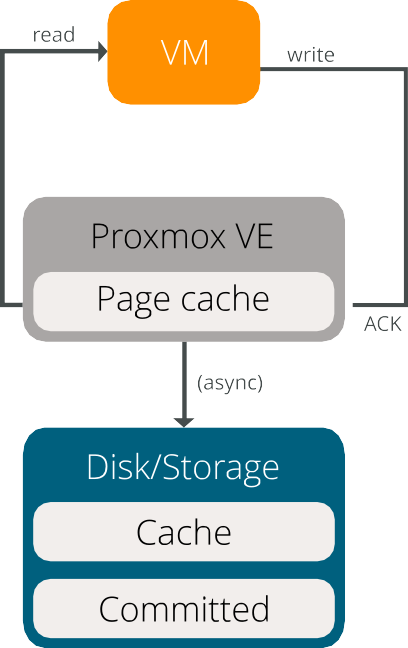 read
VM
write
Proxmox VE
Page cache
ACK
(async)
Disk/Storage
Cache
Committed